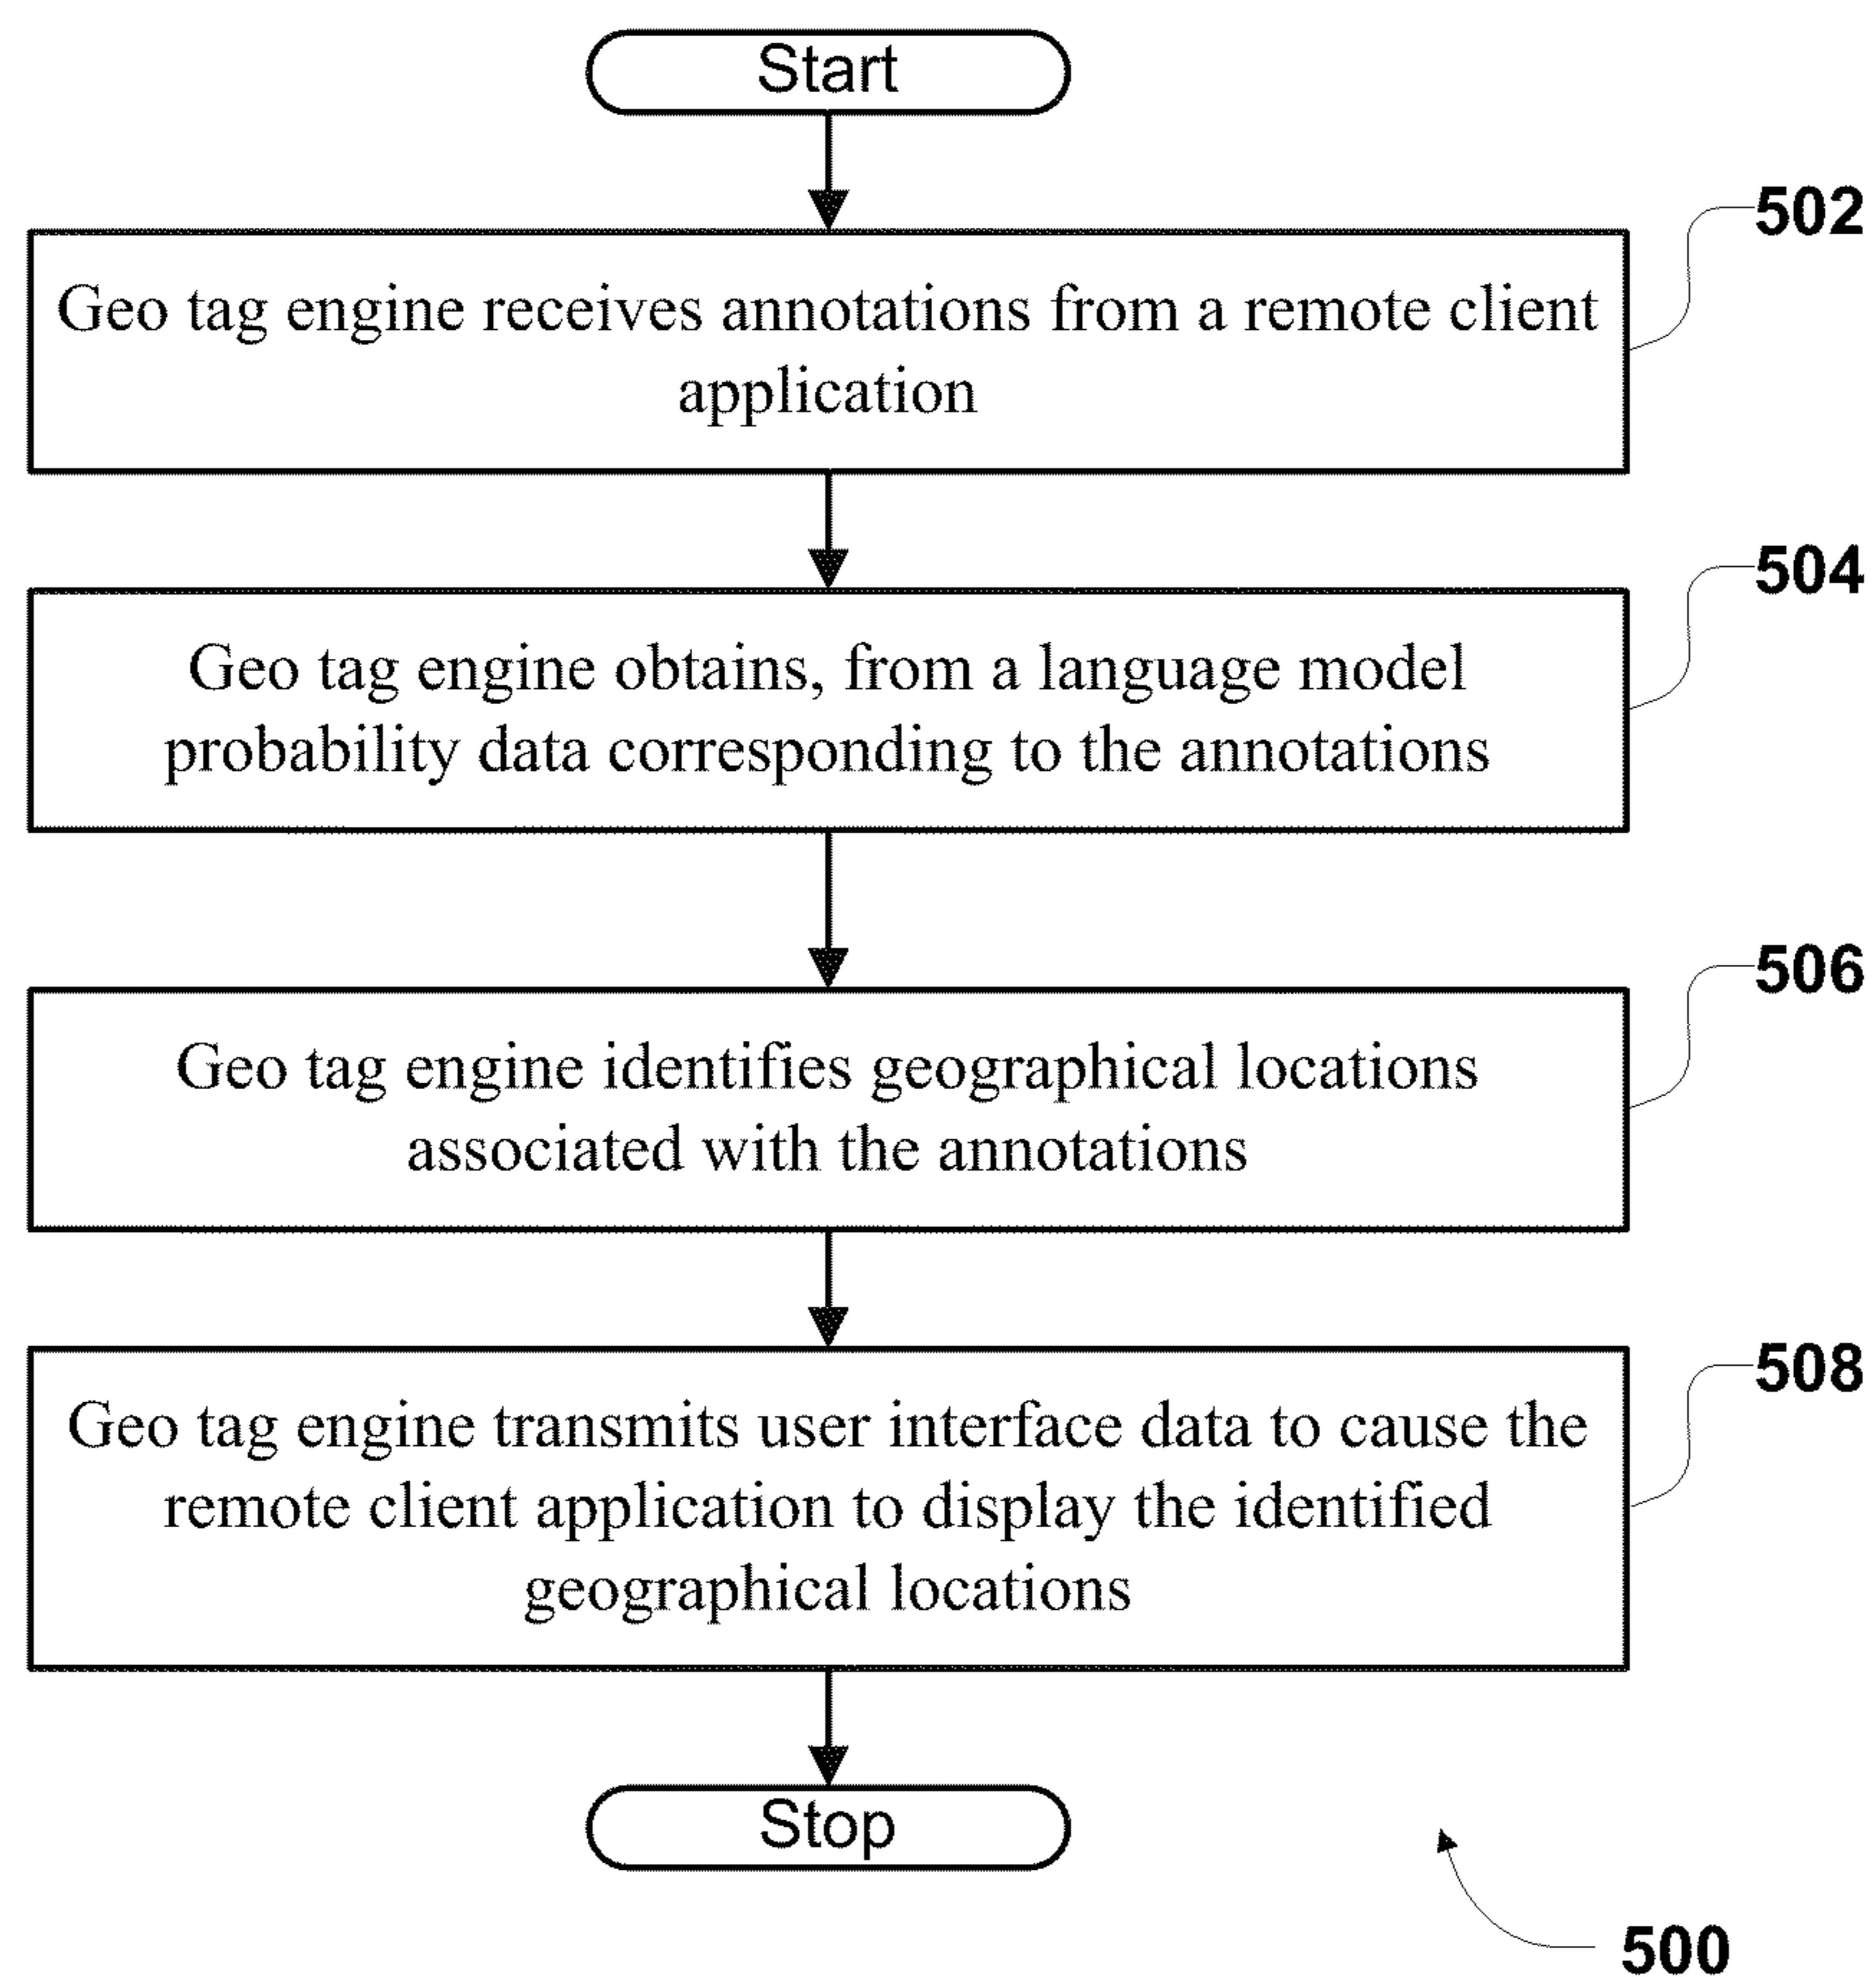 Start
502
Geo tag engine receives annotations from a remote client
application
504
Geo tag engine obtains, from a language model
probability data corresponding to the annotations
506
Geo tag engine identifies geographical locations
associated with the annotations
508
Geo tag engine transmits user interface data to cause the
remote client application to display the identified
geographical locations
Stop
500